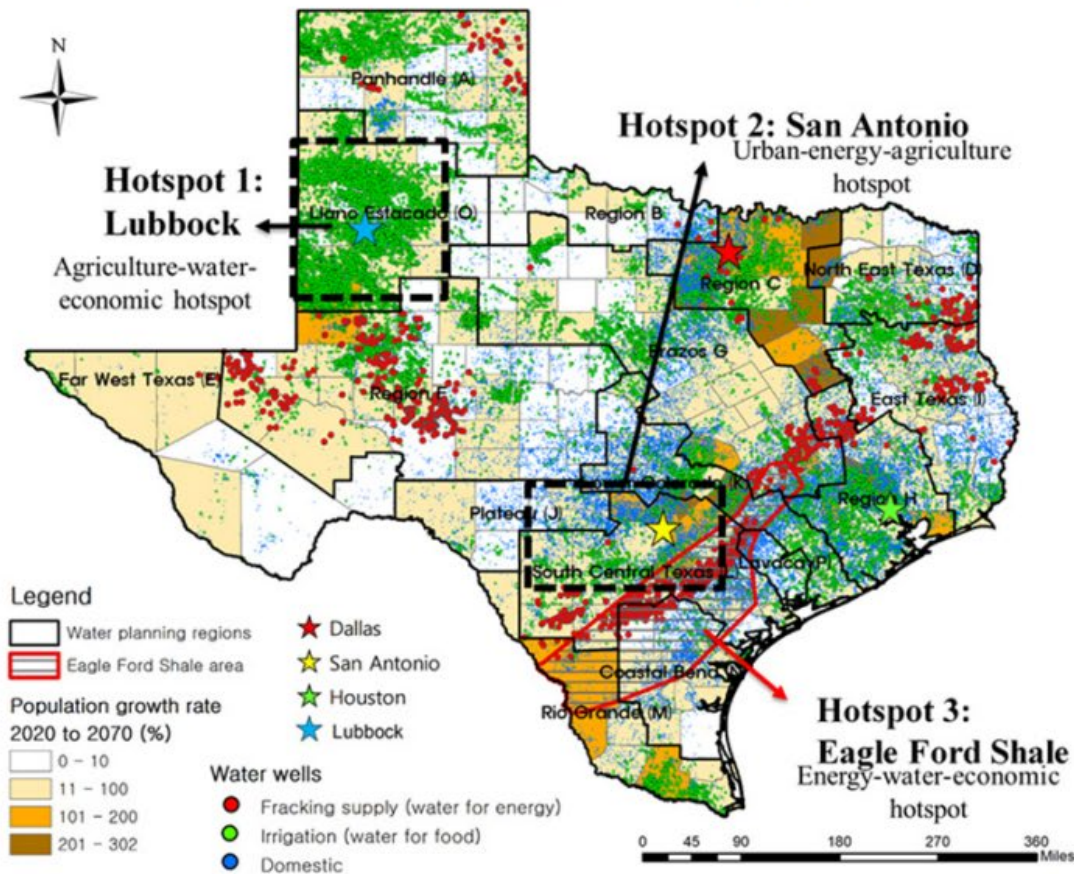 N
Panhandle (A)
Hotspot 2: San Antonio
Urban-energy-agriculture
hotspot
Hotspot 1:
Lubbock
Agriculture-water-
economic hotspot
Llano Estacado (O)
Region B
Region C
North East Texas (D)
Far West Texas (E)
Region F
Brazos G
East Texas (I)
(K)
Region H
Plateau (J)
South Central Texas (L)
Lavaca (P)
Coastal Bend
Rio Grande (M)
Hotspot 3:
Eagle Ford Shale
Energy-water-economic
hotspot
Legend
Water planning regions
Eagle Ford Shale area
Population growth rate
2020 to 2070 (%)
0 - 10
11 - 100
101 - 200
201 - 302
Dallas
San Antonio
Houston
Lubbock
Water wells
Fracking supply (water for energy)
Irrigation (water for food)
Domestic
0 45 90 180 270 360
Miles